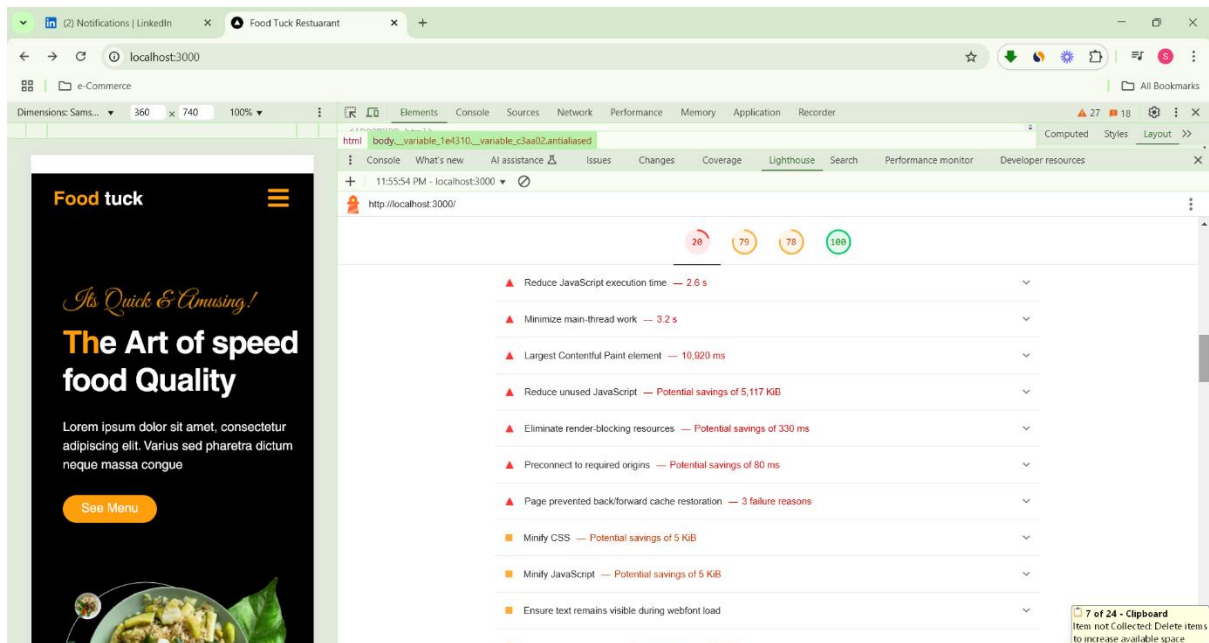 (2) Notifications | LinkedIn
Food Tuck Restuarant
localhost:3000
e-Commerce
All Bookmarks
Dimensions: Sams... 360 x 740 100%
Elements Console Sources Network Performance Memory Application Recorder
27 18
html body.__variable_1e4310.__variable_c3aa02.antialiased
Computed Styles Layout
Console What's new AI assistance Issues Changes Coverage Lighthouse Search Performance monitor Developer resources
11:55:54 PM - localhost:3000
http://localhost:3000/
20 79 78 100
Reduce JavaScript execution time — 2.6 s
Minimize main-thread work — 3.2 s
Largest Contentful Paint element — 10,920 ms
Reduce unused JavaScript — Potential savings of 5,117 KiB
Eliminate render-blocking resources — Potential savings of 330 ms
Preconnect to required origins — Potential savings of 80 ms
Page prevented back/forward cache restoration — 3 failure reasons
Minify CSS — Potential savings of 5 KiB
Minify JavaScript — Potential savings of 5 KiB
Ensure text remains visible during webfont load
Food tuck
Its Quick & Amusing!
The Art of speed
food Quality
Lorem ipsum dolor sit amet, consectetur
adipiscing elit. Varius sed pharetra dictum
neque massa congue
See Menu
7 of 24 - Clipboard
Item not Collected: Delete items
to increase available space